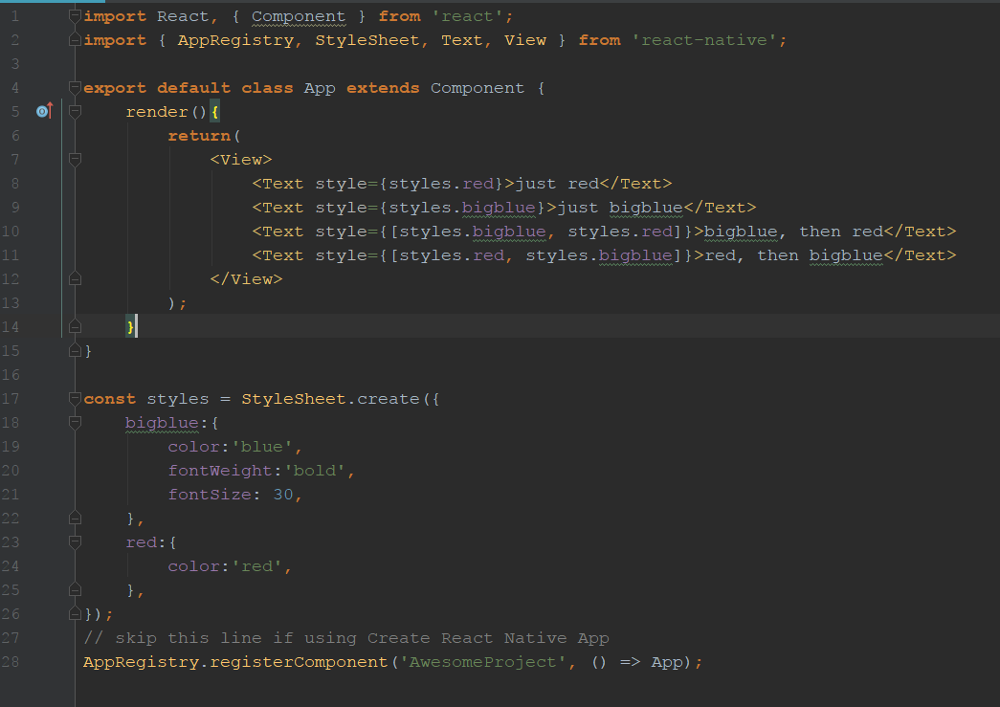 1 import React, { Component } from 'react';
2 import { AppRegistry, StyleSheet, Text, View } from 'react-native';
3
4 export default class App extends Component {
5     render(){
6         return(
7             <View>
8                 <Text style={styles.red}>just red</Text>
9                 <Text style={styles.bigblue}>just bigblue</Text>
10                 <Text style={[styles.bigblue, styles.red]}>bigblue, then red</Text>
11                 <Text style={[styles.red, styles.bigblue]}>red, then bigblue</Text>
12             </View>
13         );
14     }
15 }
16
17 const styles = StyleSheet.create({
18     bigblue:{
19         color:'blue',
20         fontWeight:'bold',
21         fontSize: 30,
22     },
23     red:{
24         color:'red',
25     },
26 });
27 // skip this line if using Create React Native App
28 AppRegistry.registerComponent('AwesomeProject', () => App);